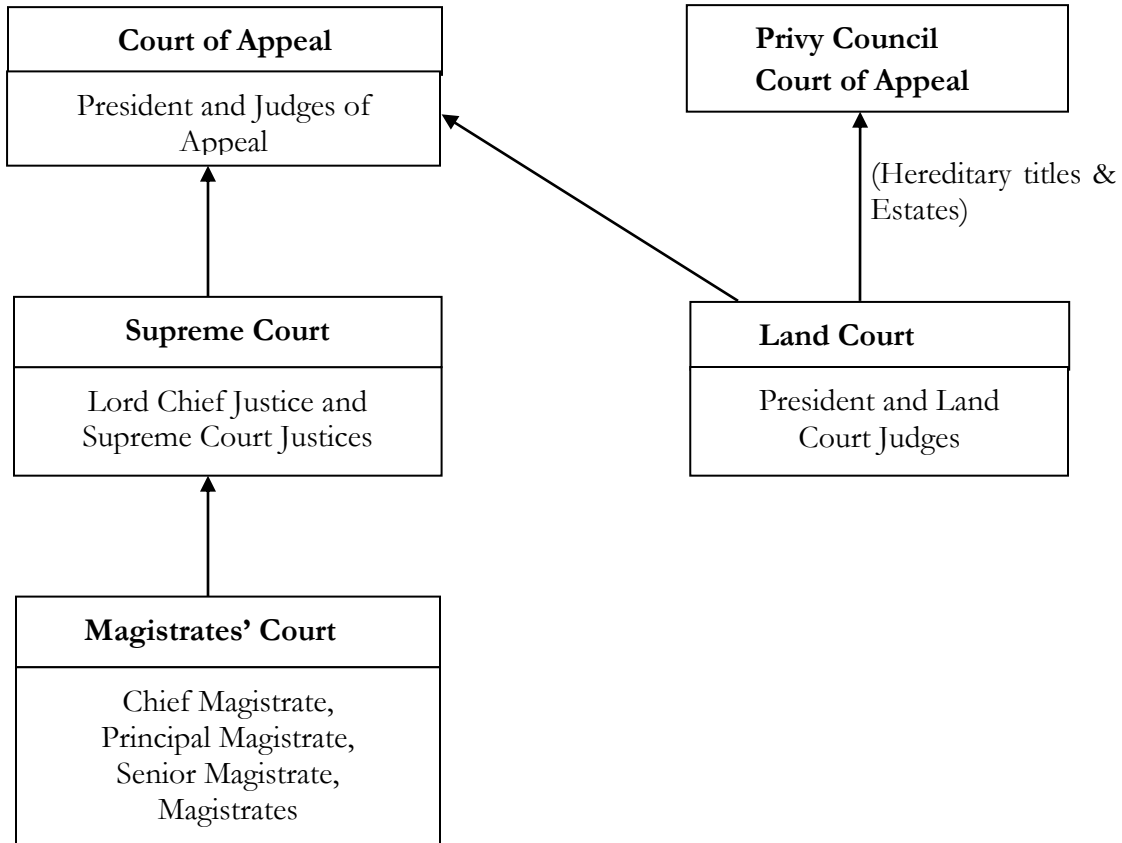 Court of Appeal
President and Judges of
Appeal
Privy Council
Court of Appeal
(Hereditary titles &
Estates)
Supreme Court
Lord Chief Justice and
Supreme Court Justices
Land Court
President and Land
Court Judges
Magistrates’ Court
Chief Magistrate,
Principal Magistrate,
Senior Magistrate,
Magistrates